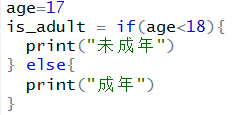 age=17
is_adult = if(age<18){
  print("未成年")
} else{
  print("成年")
}